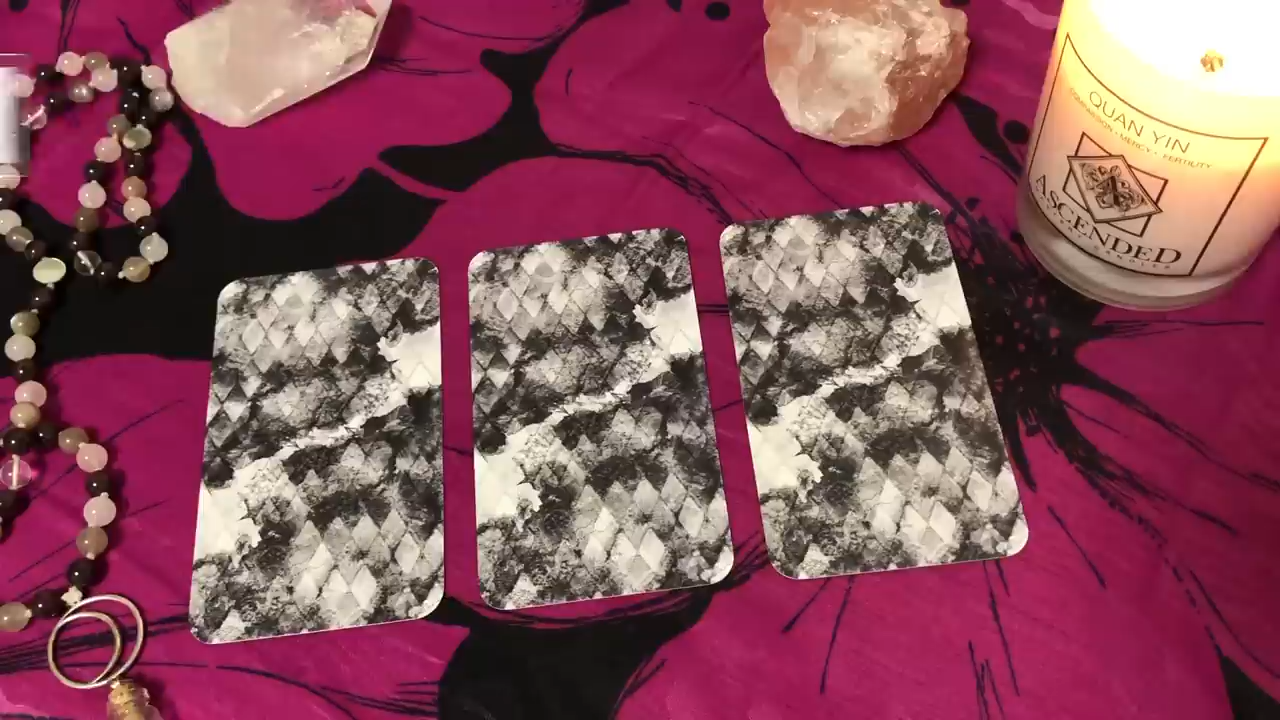 QUAN YIN
COMPASSION • MERCY • FERTILITY
ASCENDED